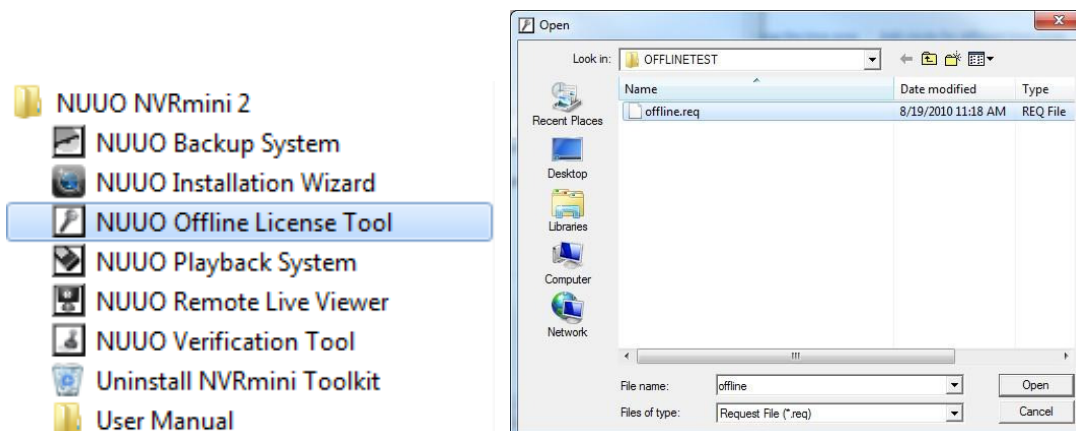 NUUO NVRmini 2
NUUO Backup System
NUUO Installation Wizard
NUUO Offline License Tool
NUUO Playback System
NUUO Remote Live Viewer
NUUO Verification Tool
Uninstall NVRmini Toolkit
User Manual
Open
Look in: OFFLINETEST
Name Date modified Type
offline.req 8/19/2010 11:18 AM REQ File
Recent Places
Desktop
Libraries
Computer
Network
File name: offline Open
Files of type: Request File (*.req) Cancel